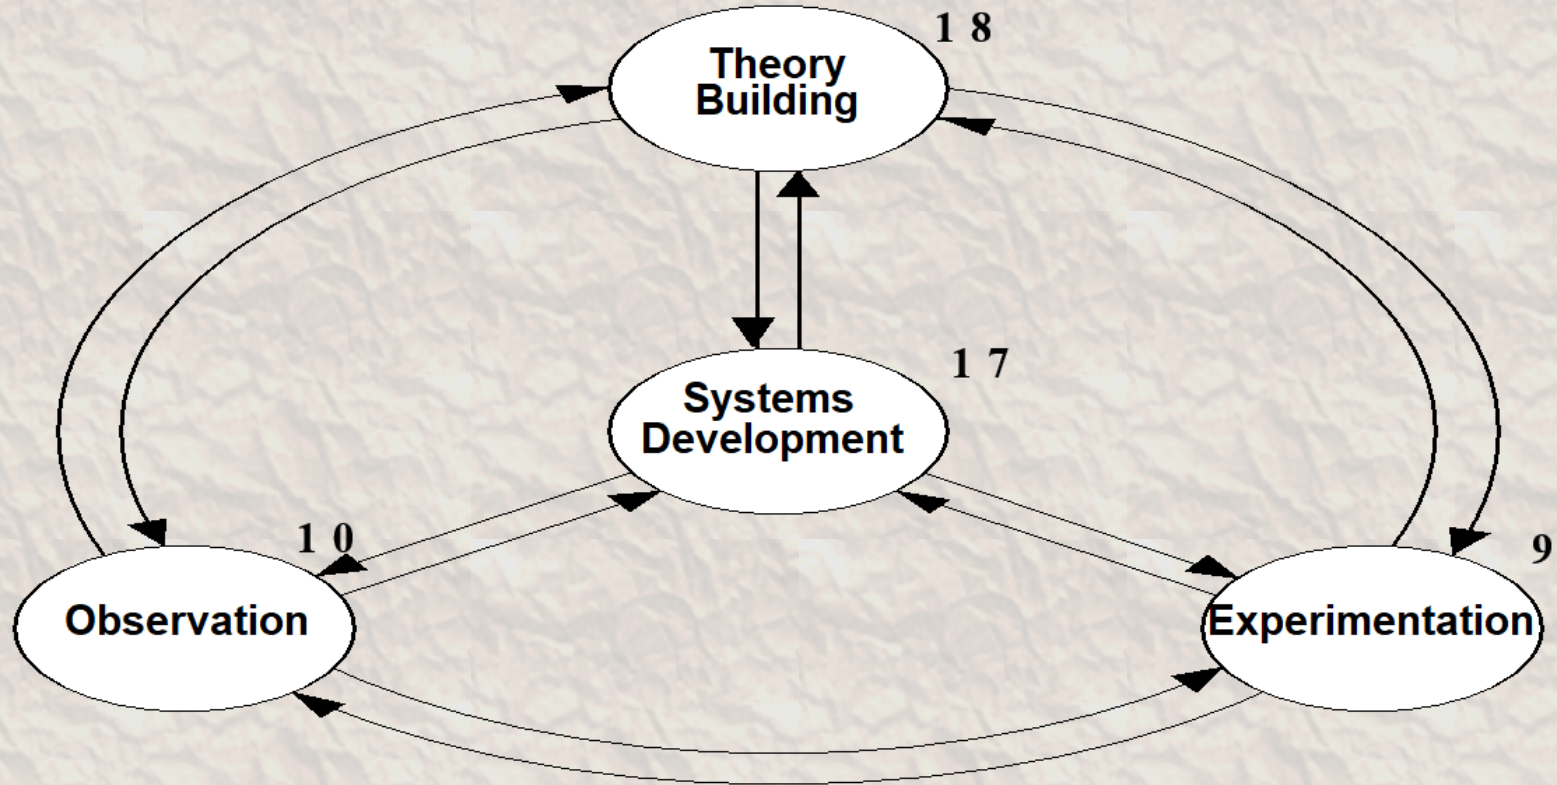 1 8
Theory
Building
1 7
Systems
Development
1 0
Observation
9
Experimentation